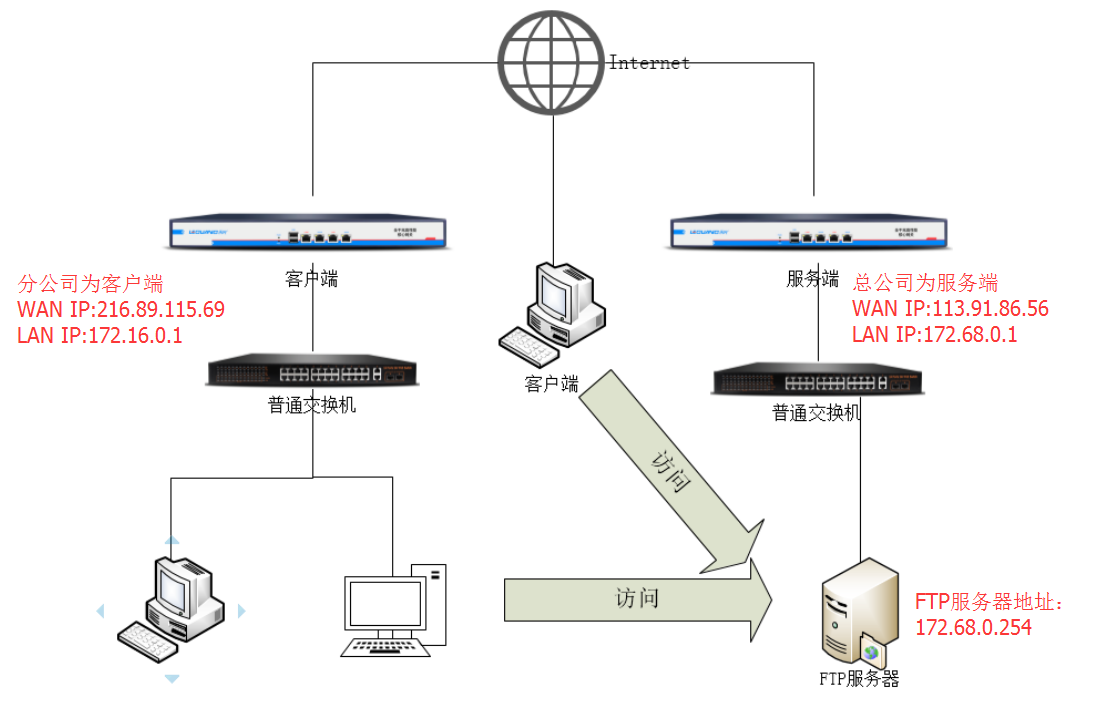 Internet
客户端
服务端
分公司为客户端
WAN IP:216.89.115.69
LAN IP:172.16.0.1
总公司为服务端
WAN IP:113.91.86.56
LAN IP:172.68.0.1
客户端
普通交换机
普通交换机
访问
访问
FTP服务器地址:
172.68.0.254
FTP服务器